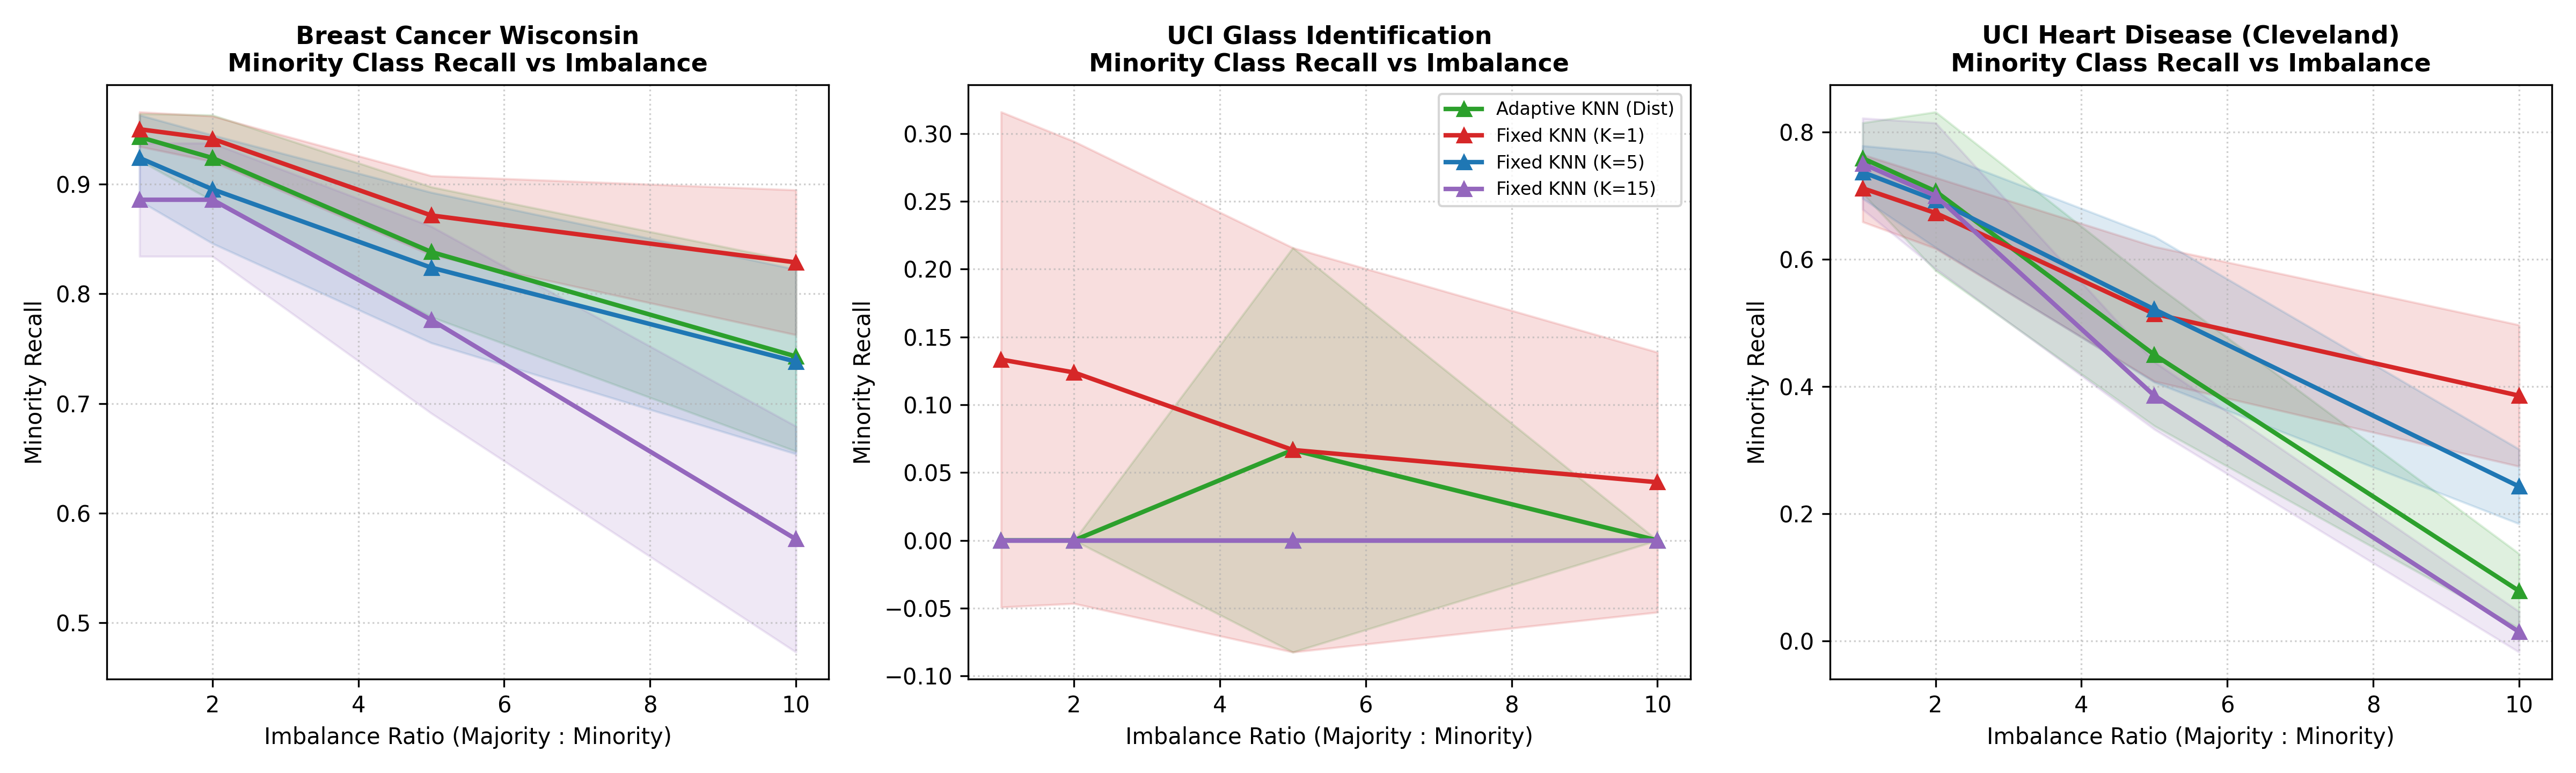 Breast Cancer Wisconsin
Minority Class Recall vs Imbalance
Minority Recall
0.9
0.8
0.7
0.6
0.5
2
4
6
8
10
Imbalance Ratio (Majority : Minority)
UCI Glass Identification
Minority Class Recall vs Imbalance
Adaptive KNN (Dist)
Fixed KNN (K=1)
Fixed KNN (K=5)
Fixed KNN (K=15)
Minority Recall
0.30
0.25
0.20
0.15
0.10
0.05
0.00
−0.05
−0.10
2
4
6
8
10
Imbalance Ratio (Majority : Minority)
UCI Heart Disease (Cleveland)
Minority Class Recall vs Imbalance
Minority Recall
0.8
0.6
0.4
0.2
0.0
2
4
6
8
10
Imbalance Ratio (Majority : Minority)